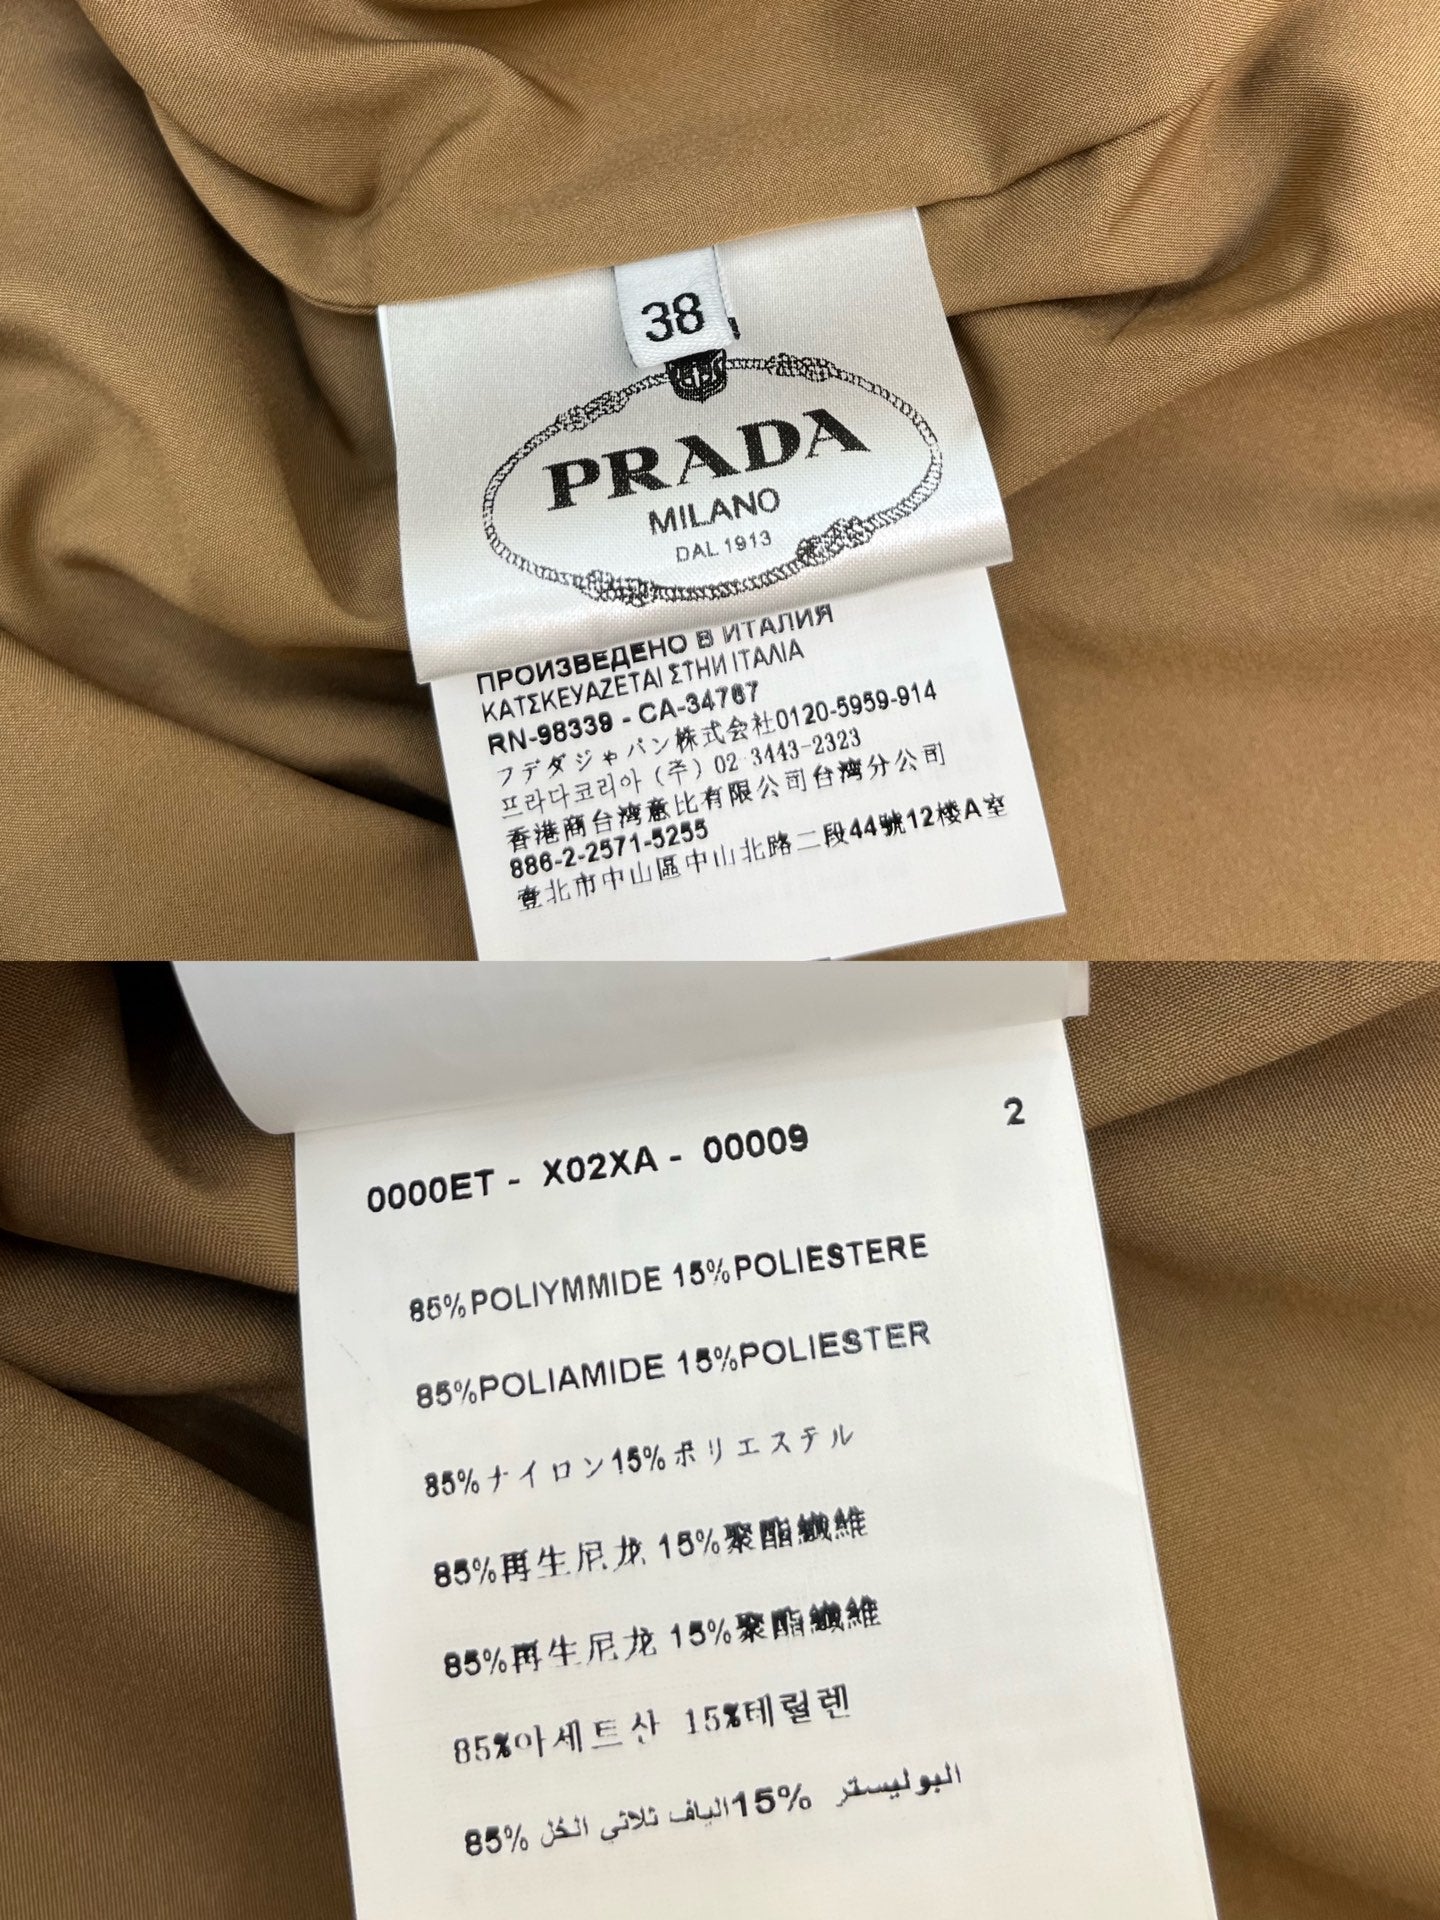 38
PRADA
MILANO
DAL 1913
ПРОИЗВЕДЕНО В ИТАЛИЯ
ΚΑΤΣΚΕΥΑΖΕΤΑΙ ΣΤΗΝ ΙΤΑΛΙΑ
RN-98339 - CA-34767
フデダジャパン株式会社0120-5959-914
프라다코리아 (주) 02 3443-2323
香港商台湾意比有限公司台湾分公司
886-2-2571-5255
臺北市中山區中山北路二段44號12楼A室
2
0000ET - X02XA - 00009
85%POLIYMMIDE 15%POLIESTERE
85%POLIAMIDE 15%POLIESTER
85%ナイロン15%ポリエステル
85%再生尼龙 15%聚酯纖維
85%再生尼龙 15%聚酯纖維
85%아세트산 15%테릴렌
85% الياف ثلاثي الخل 15% البوليستر